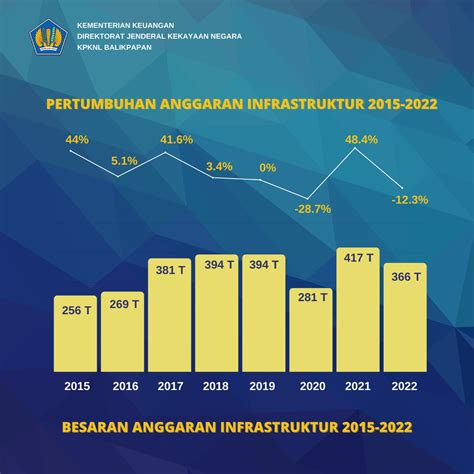 KEMENTERIAN KEUANGAN
DIREKTORAT JENDERAL KEKAYAAN NEGARA
KPKNL BALIKPAPAN
PERTUMBUHAN ANGGARAN INFRASTRUKTUR 2015-2022
44% 5.1% 41.6% 3.4% 0% -28.7% 48.4% -12.3%
256 T 269 T 381 T 394 T 394 T 281 T 417 T 366 T
2015 2016 2017 2018 2019 2020 2021 2022
BESARAN ANGGARAN INFRASTRUKTUR 2015-2022